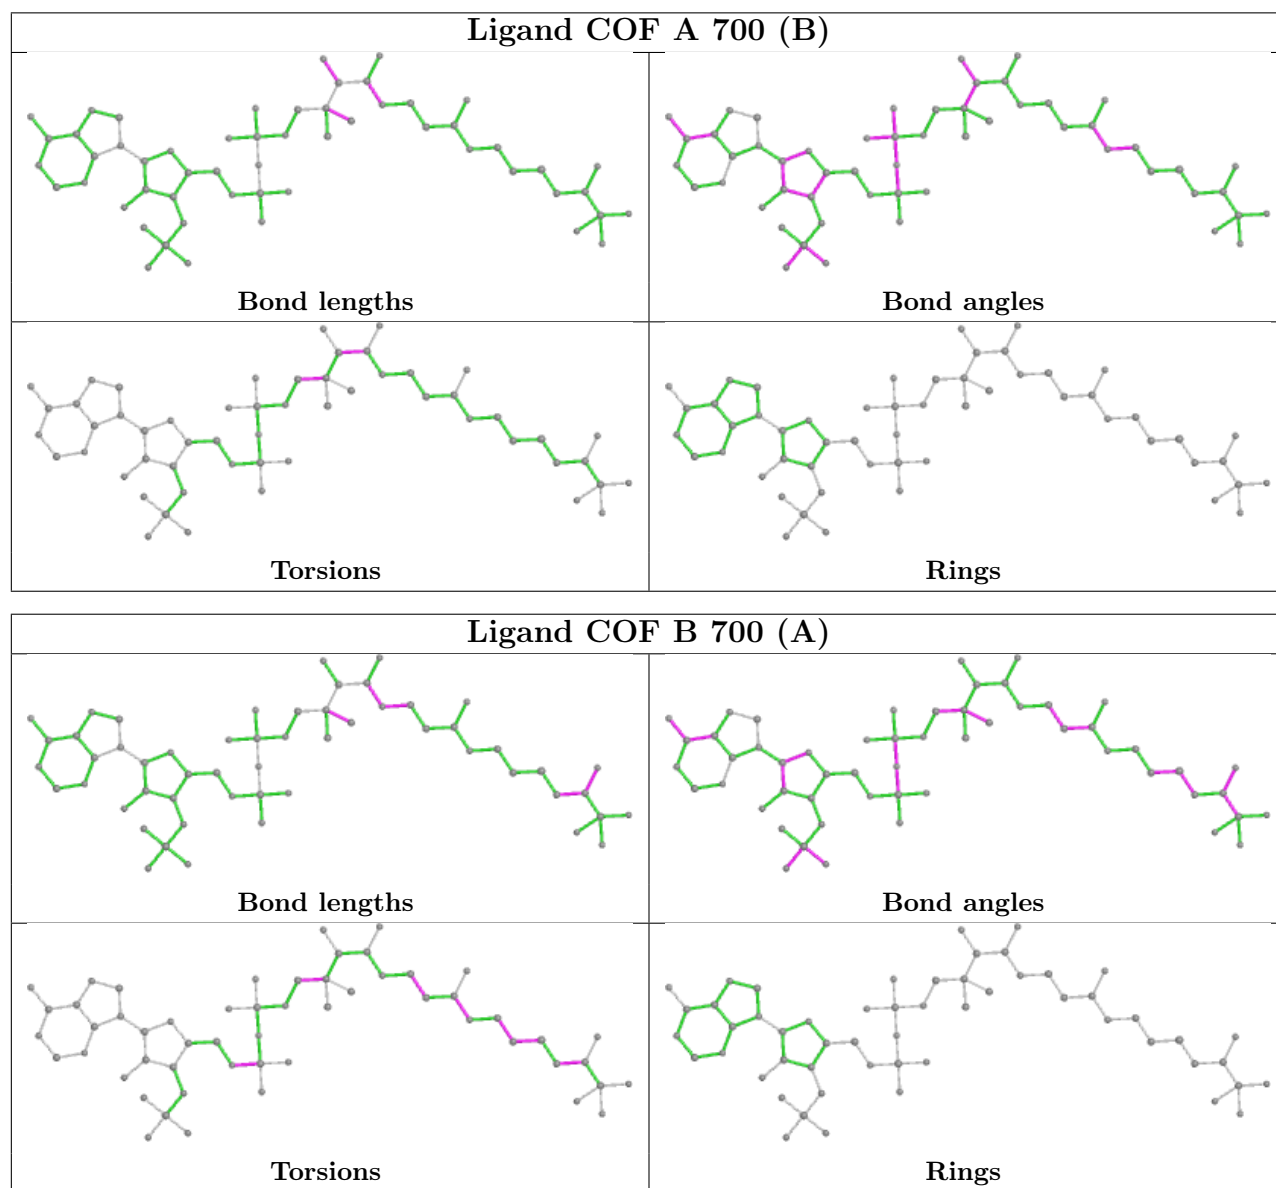 Ligand COF A 700 (B)
Bond lengths
Bond angles
Torsions
Rings
Ligand COF B 700 (A)
Bond lengths
Bond angles
Torsions
Rings